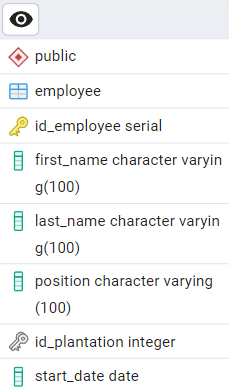 public
employee
id_employee serial
first_name character varyin
g(100)
last_name character varyin
g(100)
position character varying
(100)
id_plantation integer
start_date date